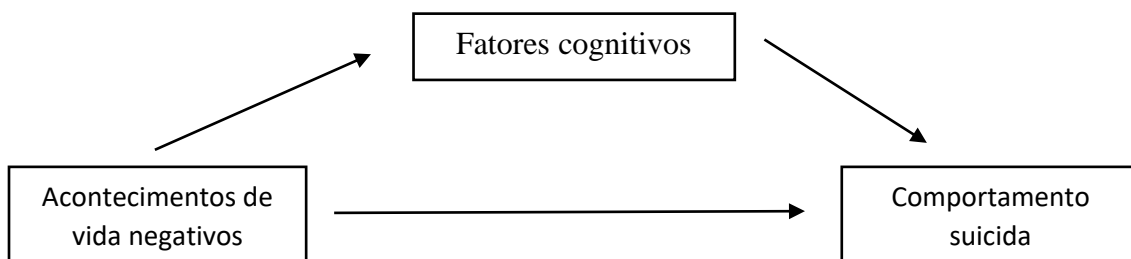 Fatores cognitivos
Acontecimentos de
vida negativos
Comportamento
suicida